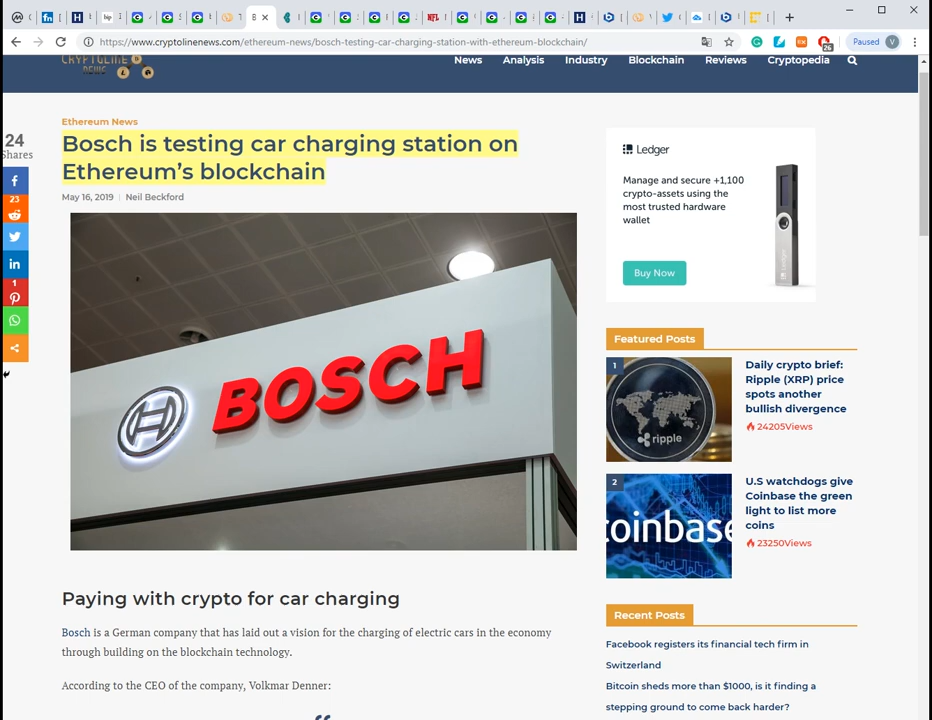 Paused
V
https://www.cryptolinenews.com/ethereum-news/bosch-testing-car-charging-station-with-ethereum-blockchain/
26
CRYPTOLINE
NEWS
News
Analysis
Industry
Blockchain
Reviews
Cryptopedia
24
Shares
23
1
Ethereum News
Bosch is testing car charging station on
Ethereum’s blockchain
May 16, 2019 | Neil Beckford
BOSCH
Paying with crypto for car charging
Bosch is a German company that has laid out a vision for the charging of electric cars in the economy
through building on the blockchain technology.
According to the CEO of the company, Volkmar Denner:
“
Ledger
Manage and secure +1,100
crypto-assets using the
most trusted hardware
wallet
Buy Now
Featured Posts
1
ripple
Daily crypto brief:
Ripple (XRP) price
spots another
bullish divergence
24205Views
2
coinbase
U.S watchdogs give
Coinbase the green
light to list more
coins
23250Views
Recent Posts
Facebook registers its financial tech firm in
Switzerland
Bitcoin sheds more than $1000, is it finding a
stepping ground to come back harder?